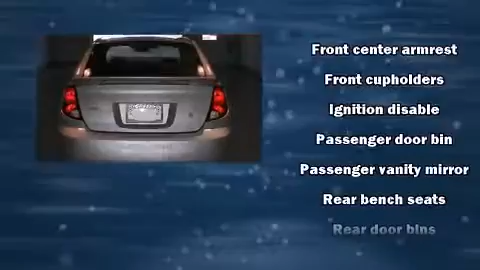 Front center armrest
Front cupholders
Ignition disable
Passenger door bin
Passenger vanity mirror
Rear bench seats
Rear door bins